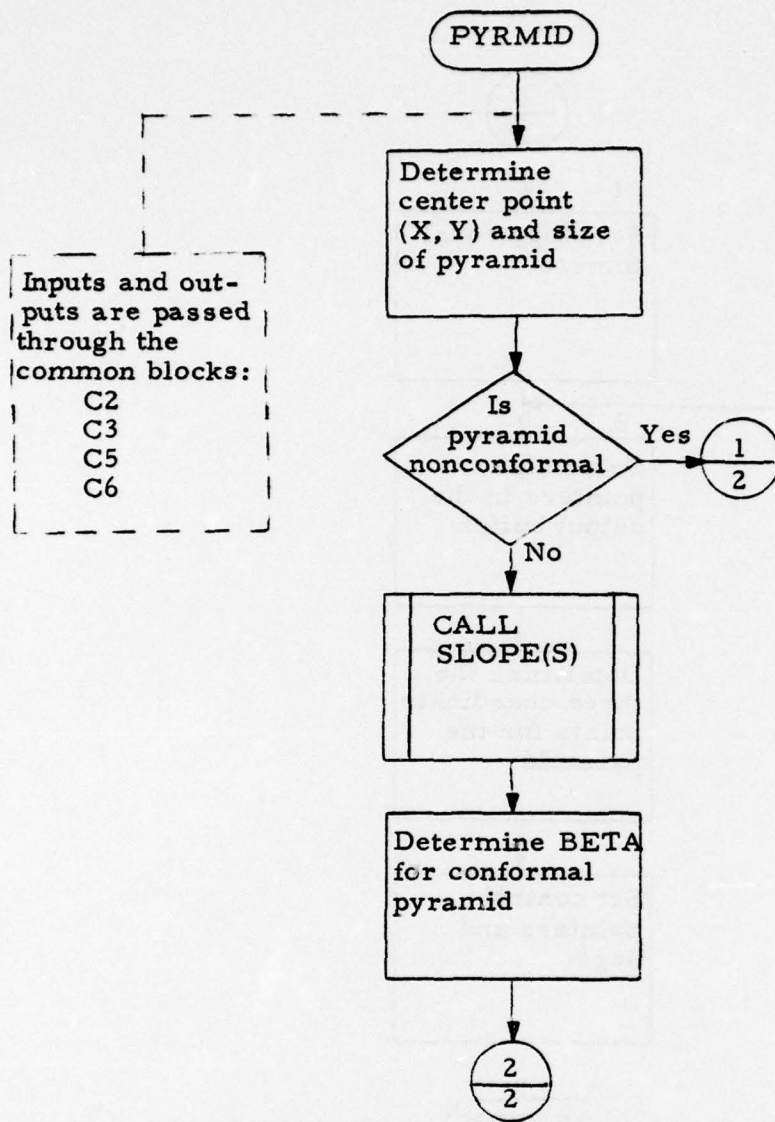 PYRMID
Determine
center point
(X, Y) and size
of pyramid
Inputs and out-
puts are passed
through the
common blocks:
C2
C3
C5
C6
Is
pyramid
nonconformal
Yes
1
2
No
CALL
SLOPE(S)
Determine BETA
for conformal
pyramid
2
2